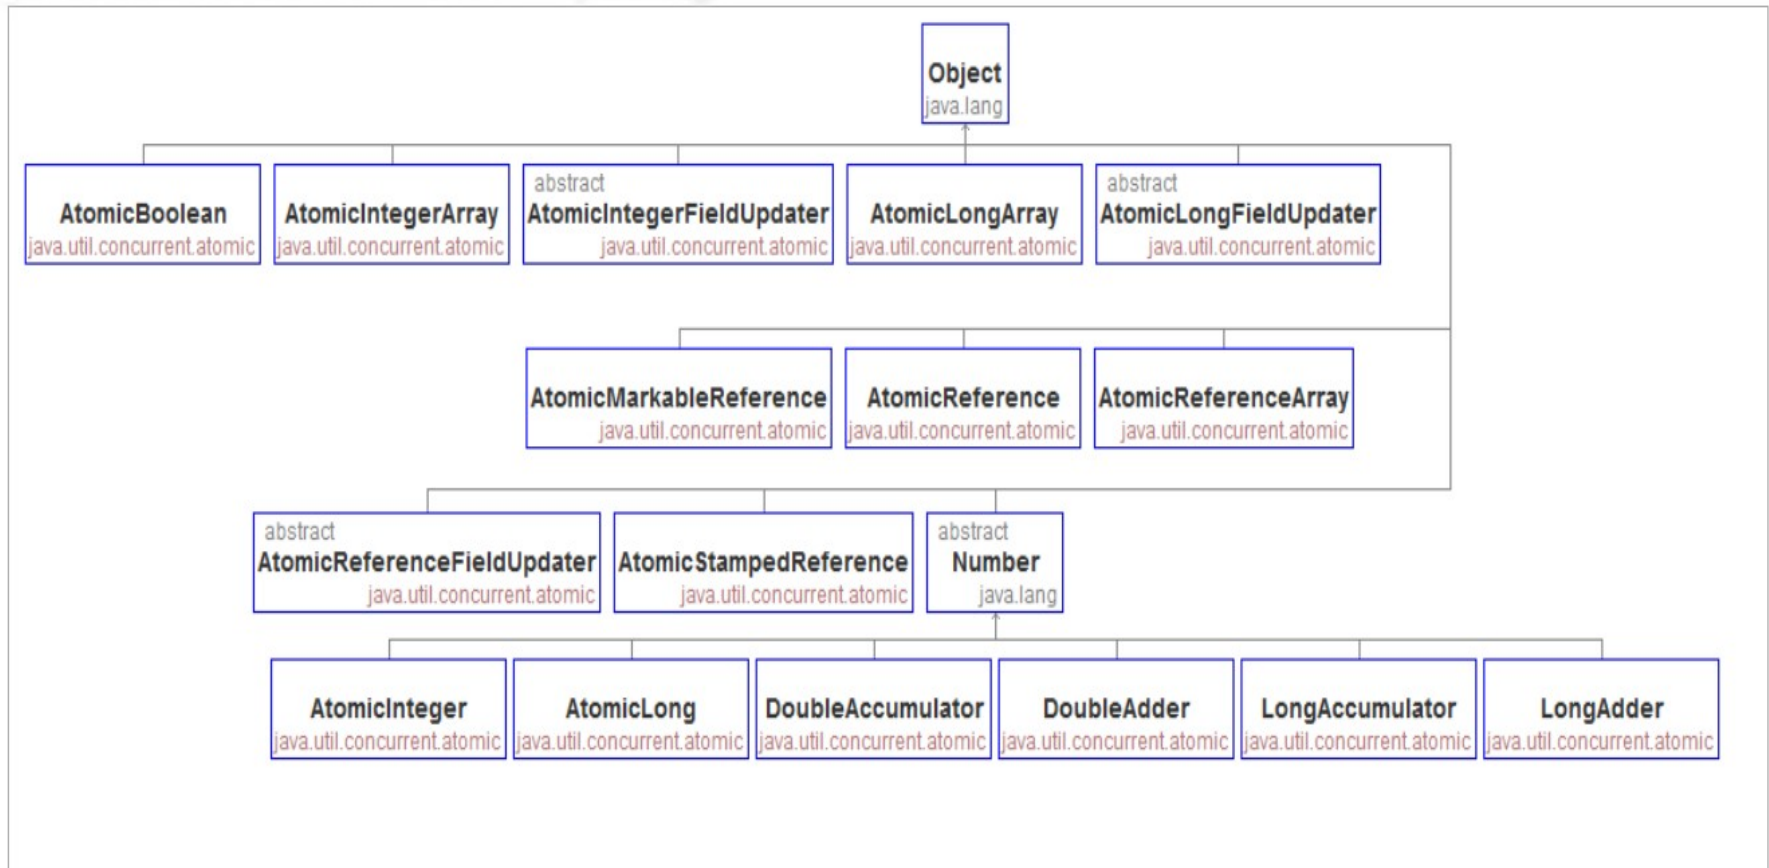 Object
java.lang
AtomicBoolean
java.util.concurrent.atomic
AtomicIntegerArray
java.util.concurrent.atomic
abstract
AtomicIntegerFieldUpdater
java.util.concurrent.atomic
AtomicLongArray
java.util.concurrent.atomic
abstract
AtomicLongFieldUpdater
java.util.concurrent.atomic
AtomicMarkableReference
java.util.concurrent.atomic
AtomicReference
java.util.concurrent.atomic
AtomicReferenceArray
java.util.concurrent.atomic
abstract
AtomicReferenceFieldUpdater
java.util.concurrent.atomic
AtomicStampedReference
java.util.concurrent.atomic
abstract
Number
java.lang
AtomicInteger
java.util.concurrent.atomic
AtomicLong
java.util.concurrent.atomic
DoubleAccumulator
java.util.concurrent.atomic
DoubleAdder
java.util.concurrent.atomic
LongAccumulator
java.util.concurrent.atomic
LongAdder
java.util.concurrent.atomic